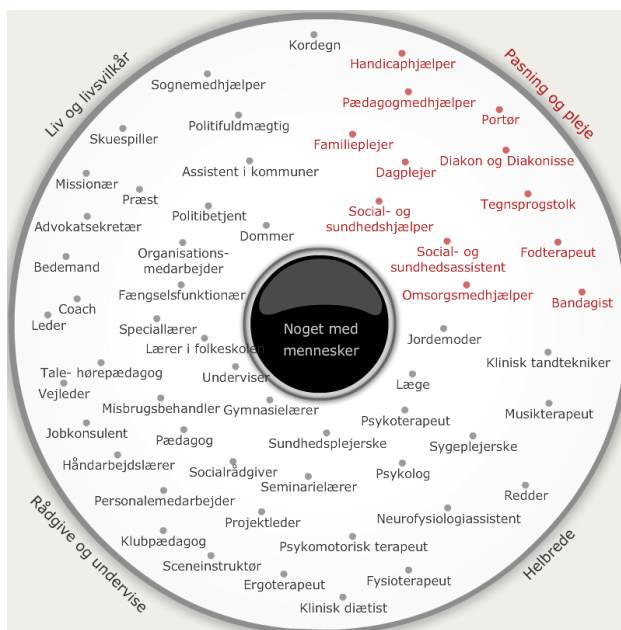 Kordegn
Handicaphjælper
Liv og livsvilkår
Pasning og pleje
Sognemedhjælper
Pædagogmedhjælper
Portør
Politifuldmægtig
Skuespiller
Familieplejer
Diakon og Diakonisse
Assistent i kommuner
Dagplejer
Missionær
Præst
Tegnsprogstolk
Advokatsekretær
Politibetjent
Social- og
sundhedshjælper
Dommer
Organisations-
medarbejder
Social- og
sundhedsassistent
Fodterapeut
Bedemand
Fængselsfunktionær
Omsorgsmedhjælper
Bandagist
Coach
Leder
Speciallærer
Noget med
mennesker
Jordemoder
Lærer i folkeskolen
Klinisk tandtekniker
Tale- hørepædagog
Underviser
Læge
Vejleder
Misbrugsbehandler
Gymnasielærer
Psykoterapeut
Musikterapeut
Jobkonsulent
Pædagog
Sundhedsplejerske
Sygeplejerske
Håndarbejdslærer
Socialrådgiver
Psykolog
Seminarielærer
Redder
Personalemedarbejder
Projektleder
Neurofysiologiassistent
Klubpædagog
Psykomotorisk terapeut
Rådgive og undervise
Helbrede
Sceneinstruktør
Ergoterapeut
Fysioterapeut
Klinisk diætist